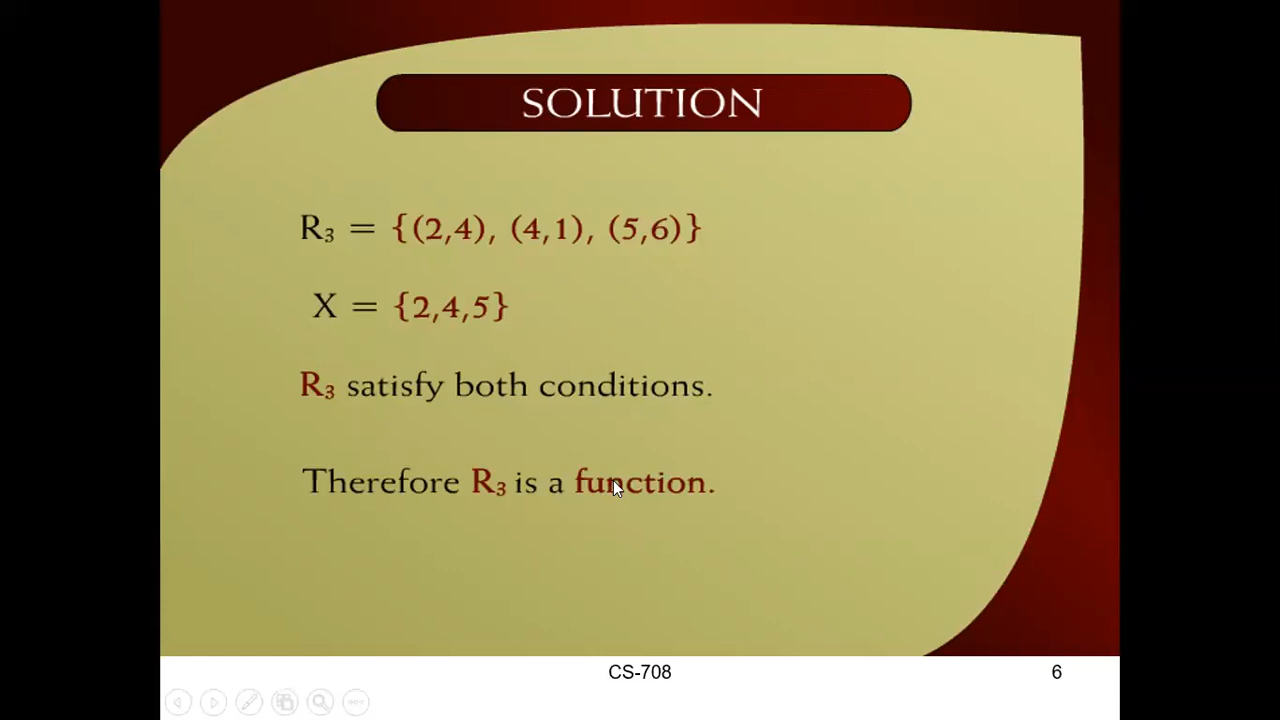 SOLUTION
R₃ = {(2,4), (4,1), (5,6)}
X = {2,4,5}
R₃ satisfy both conditions.
Therefore R₃ is a function.
CS-708
6